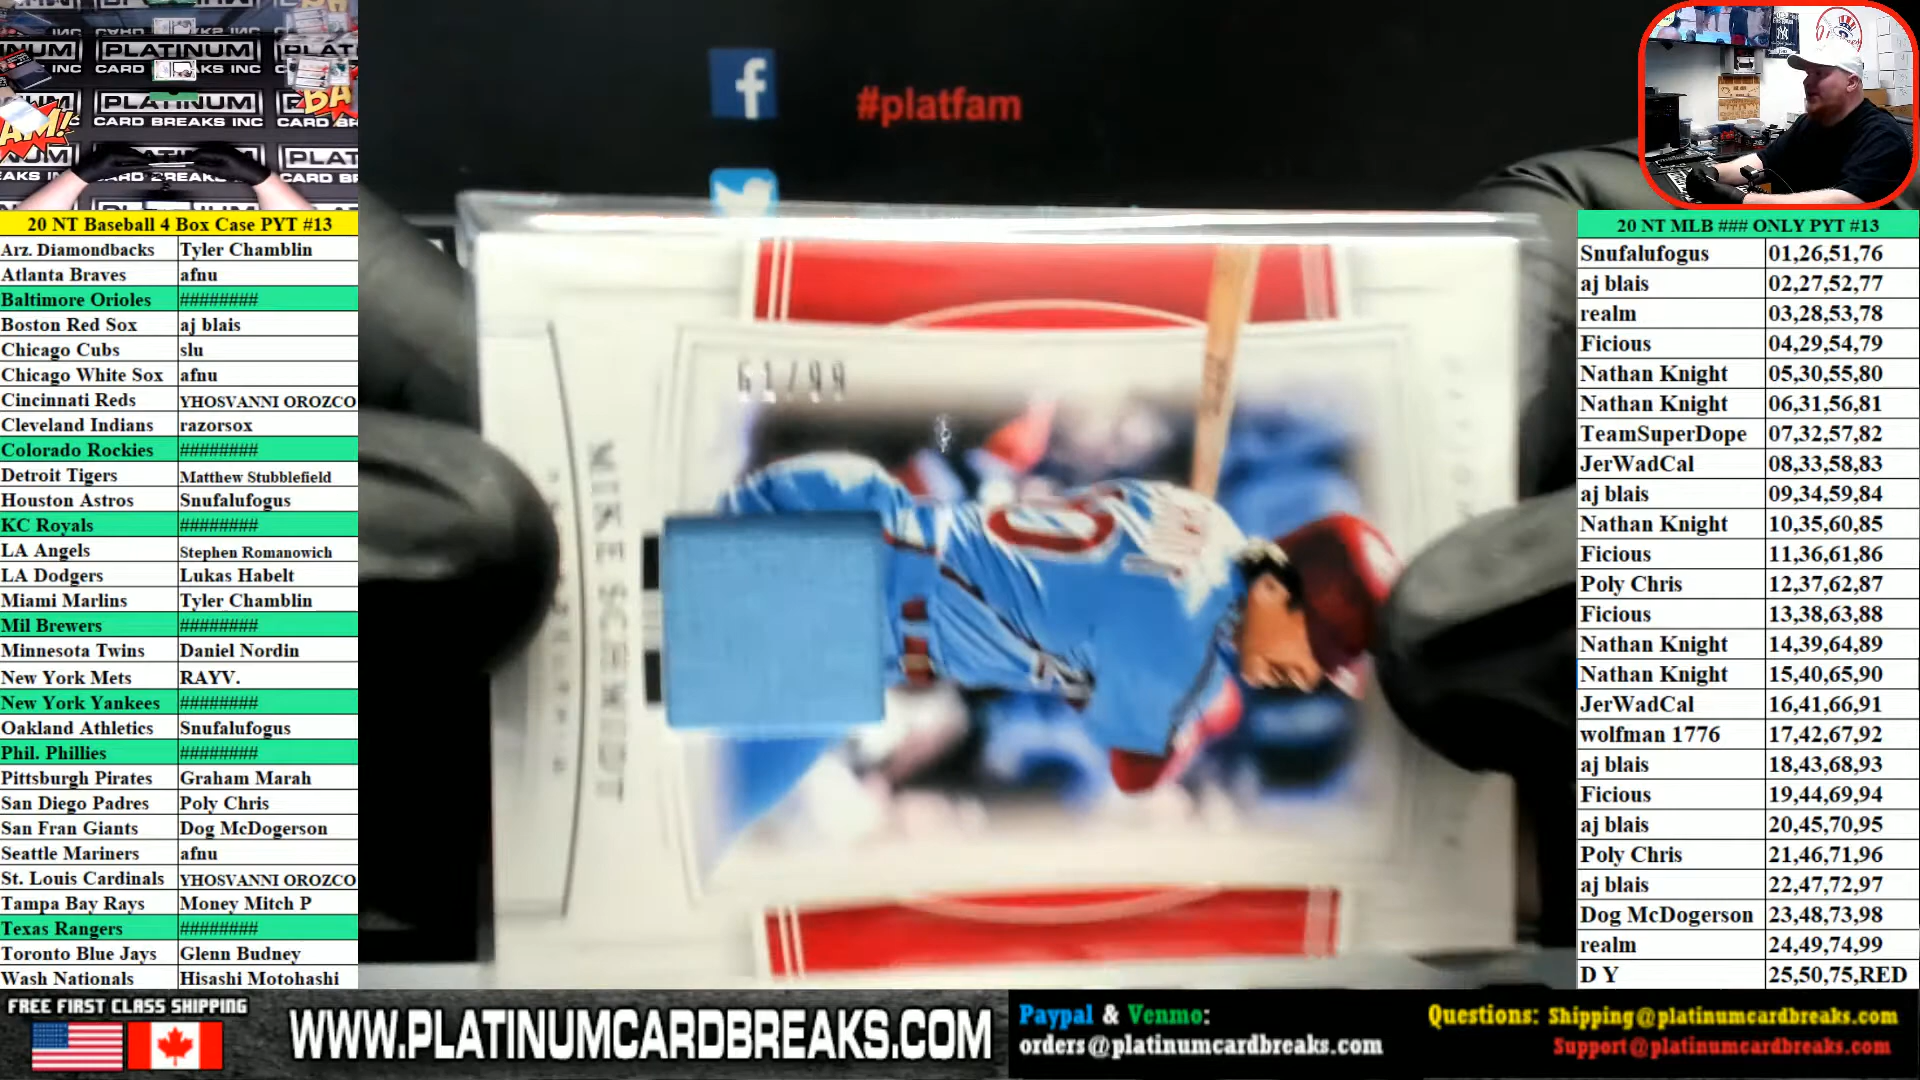 20 NT Baseball 4 Box Case PYT #13
Arz. Diamondbacks Tyler Chamblin
Atlanta Braves afnu
Baltimore Orioles ########
Boston Red Sox aj blais
Chicago Cubs slu
Chicago White Sox afnu
Cincinnati Reds YHOSVANNI OROZCO
Cleveland Indians razorsox
Colorado Rockies ########
Detroit Tigers Matthew Stubblefield
Houston Astros Snufalufogus
KC Royals ########
LA Angels Stephen Romanowich
LA Dodgers Lukas Habelt
Miami Marlins Tyler Chamblin
Mil Brewers ########
Minnesota Twins Daniel Nordin
New York Mets RAYV.
New York Yankees ########
Oakland Athletics Snufalufogus
Phil. Phillies ########
Pittsburgh Pirates Graham Marah
San Diego Padres Poly Chris
San Fran Giants Dog McDogerson
Seattle Mariners afnu
St. Louis Cardinals YHOSVANNI OROZCO
Tampa Bay Rays Money Mitch P
Texas Rangers ########
Toronto Blue Jays Glenn Budney
Wash Nationals Hisashi Motohashi
PLATINUM
CARD BREAKS INC
PLATINUM
CARD BREAKS INC
#platfam
61/99
MIKE SCHMIDT
20 NT MLB ### ONLY PYT #13
Snufalufogus 01,26,51,76
aj blais 02,27,52,77
realm 03,28,53,78
Ficious 04,29,54,79
Nathan Knight 05,30,55,80
Nathan Knight 06,31,56,81
TeamSuperDope 07,32,57,82
JerWadCal 08,33,58,83
aj blais 09,34,59,84
Nathan Knight 10,35,60,85
Ficious 11,36,61,86
Poly Chris 12,37,62,87
Ficious 13,38,63,88
Nathan Knight 14,39,64,89
Nathan Knight 15,40,65,90
JerWadCal 16,41,66,91
wolfman 1776 17,42,67,92
aj blais 18,43,68,93
Ficious 19,44,69,94
aj blais 20,45,70,95
Poly Chris 21,46,71,96
aj blais 22,47,72,97
Dog McDogerson 23,48,73,98
realm 24,49,74,99
D Y 25,50,75,RED
FREE FIRST CLASS SHIPPING
WWW.PLATINUMCARDBREAKS.COM
Paypal & Venmo:
orders@platinumcardbreaks.com
Questions: Shipping@platinumcardbreaks.com
Support@platinumcardbreaks.com